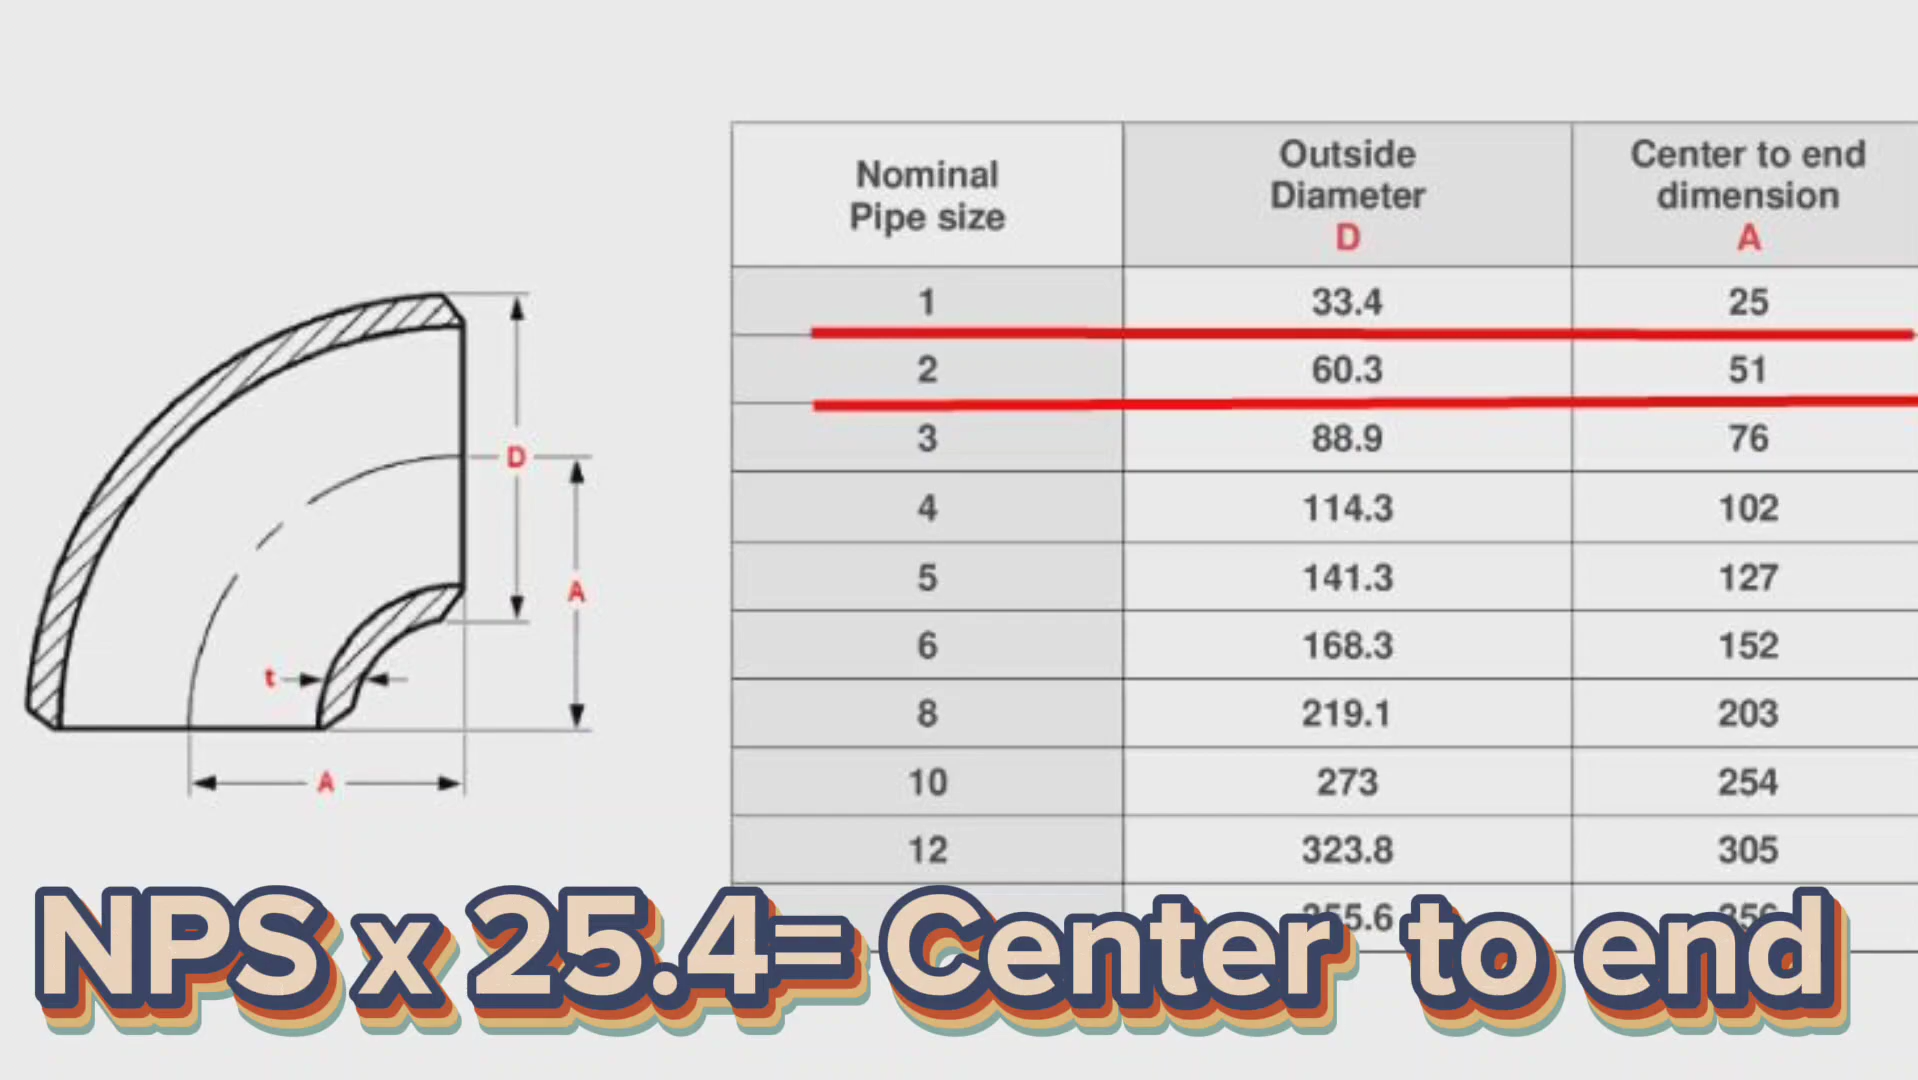 Nominal Pipe size
Outside Diameter D
Center to end dimension A
1 33.4 25
2 60.3 51
3 88.9 76
4 114.3 102
5 141.3 127
6 168.3 152
8 219.1 203
10 273 254
12 323.8 305
D
A
t
A
NPS x 25.4= Center to end